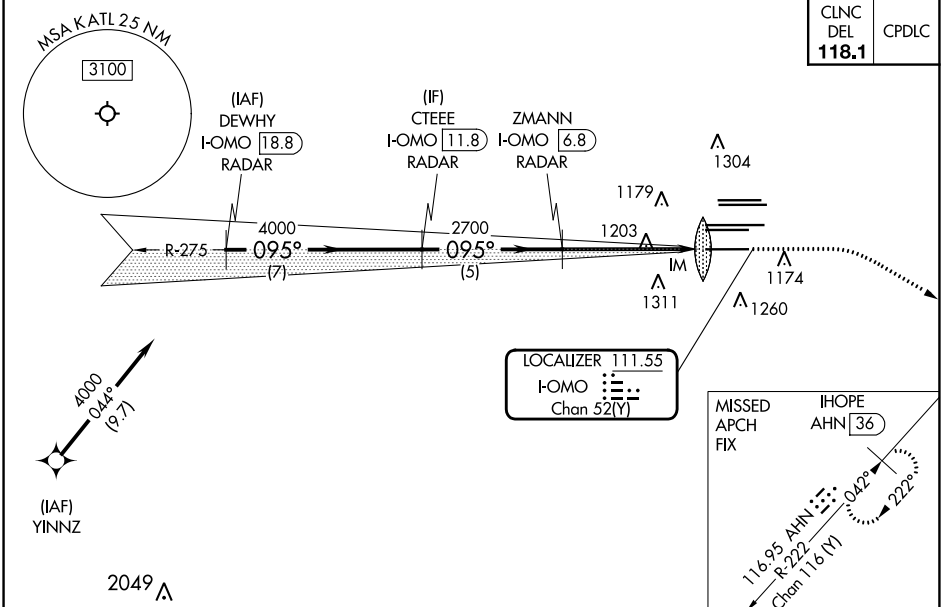 MSA KATL 25 NM
3100
CLNC
DEL
118.1
CPDLC
(IAF)
DEWHY
I-OMO 18.8
RADAR
(IF)
CTEEE
I-OMO 11.8
RADAR
ZMANN
I-OMO 6.8
RADAR
1304
1179
1203
R-275
4000
095°
(7)
2700
095°
(5)
IM
1174
1311
1260
LOCALIZER 111.55
I-OMO
Chan 52(Y)
4000
044°
(9.7)
(IAF)
YINNZ
2049
MISSED
APCH
FIX
IHOPE
AHN 36
042°
222°
116.95 AHN
R-222
Chan 116 (Y)